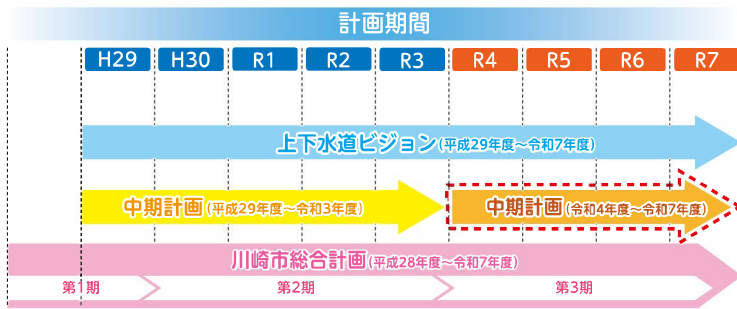 計画期間
H29 H30 R1 R2 R3 R4 R5 R6 R7
上下水道ビジョン(平成29年度～令和7年度)
中期計画(平成29年度～令和3年度) 中期計画(令和4年度～令和7年度)
川崎市総合計画(平成28年度～令和7年度)
第1期 第2期 第3期